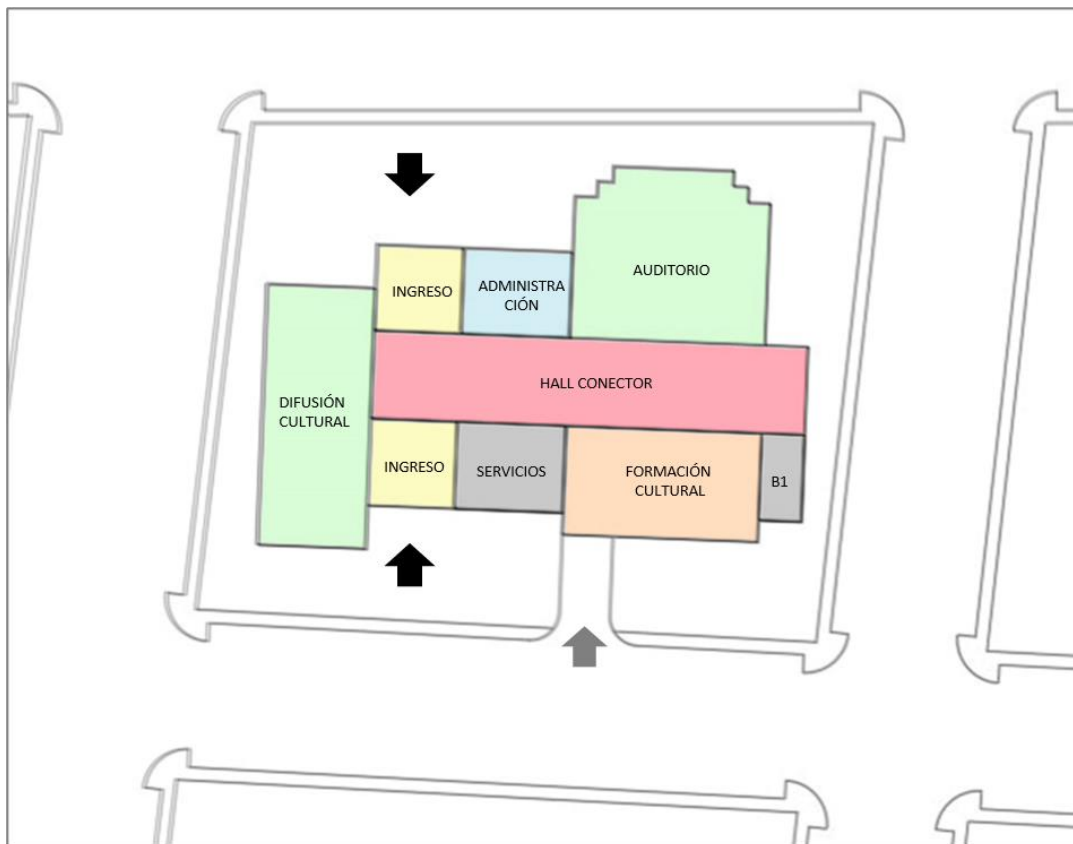 AUDITORIO
INGRESO
ADMINISTRA
CIÓN
HALL CONECTOR
DIFUSIÓN
CULTURAL
INGRESO
SERVICIOS
FORMACIÓN
CULTURAL
B1